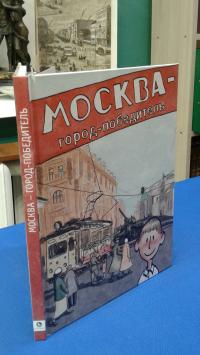 МОСКВА-
город-победитель
МОСКВА – ГОРОД-ПОБЕДИТЕЛЬ